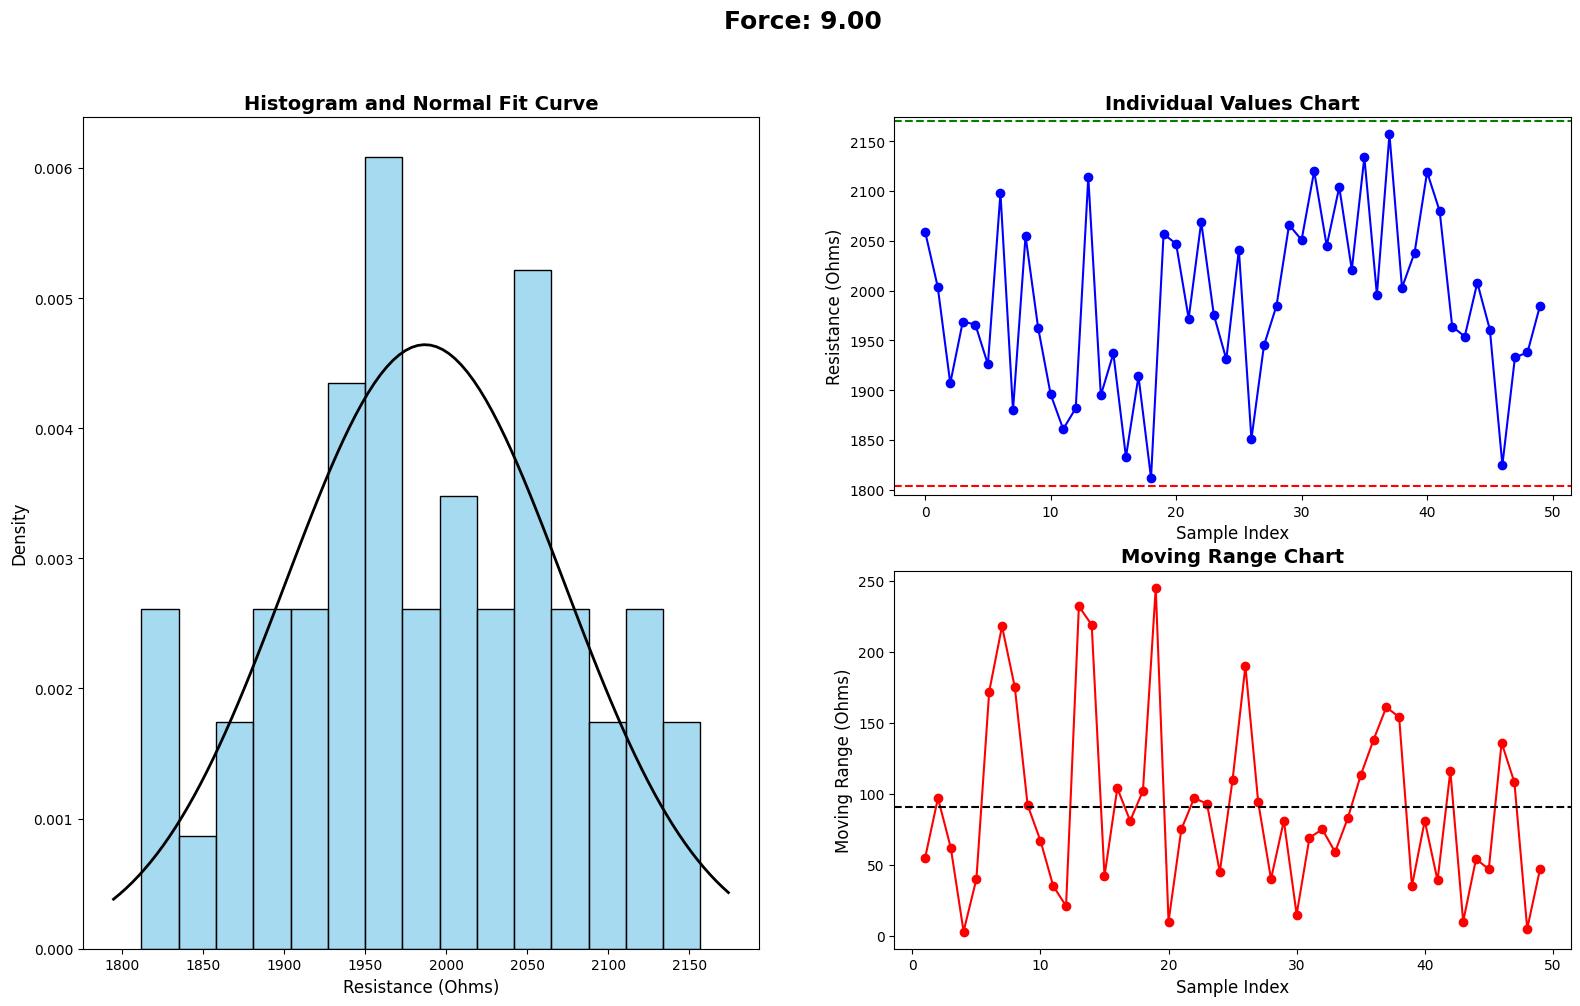 Force: 9.00
Histogram and Normal Fit Curve
Density
0.006
0.005
0.004
0.003
0.002
0.001
0.000
1800 1850 1900 1950 2000 2050 2100 2150
Resistance (Ohms)
Individual Values Chart
Resistance (Ohms)
2150
2100
2050
2000
1950
1900
1850
1800
0 10 20 30 40 50
Sample Index
Moving Range Chart
Moving Range (Ohms)
250
200
150
100
50
0
0 10 20 30 40 50
Sample Index